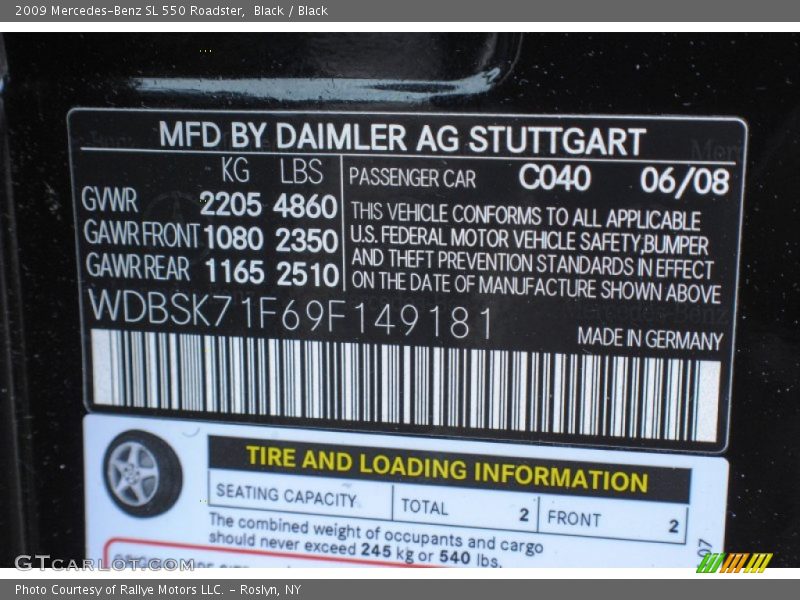 2009 Mercedes-Benz SL 550 Roadster,  Black / Black
MFD BY DAIMLER AG STUTTGART
KG LBS
GVWR 2205 4860
GAWR FRONT 1080 2350
GAWR REAR 1165 2510
PASSENGER CAR C040 06/08
THIS VEHICLE CONFORMS TO ALL APPLICABLE
U.S. FEDERAL MOTOR VEHICLE SAFETY,BUMPER
AND THEFT PREVENTION STANDARDS IN EFFECT
ON THE DATE OF MANUFACTURE SHOWN ABOVE
WDBSK71F69F149181
MADE IN GERMANY
TIRE AND LOADING INFORMATION
SEATING CAPACITY TOTAL 2 FRONT 2
The combined weight of occupants and cargo
should never exceed 245 kg or 540 lbs.
07
GTcarlot.com
Photo Courtesy of Rallye Motors LLC. - Roslyn, NY